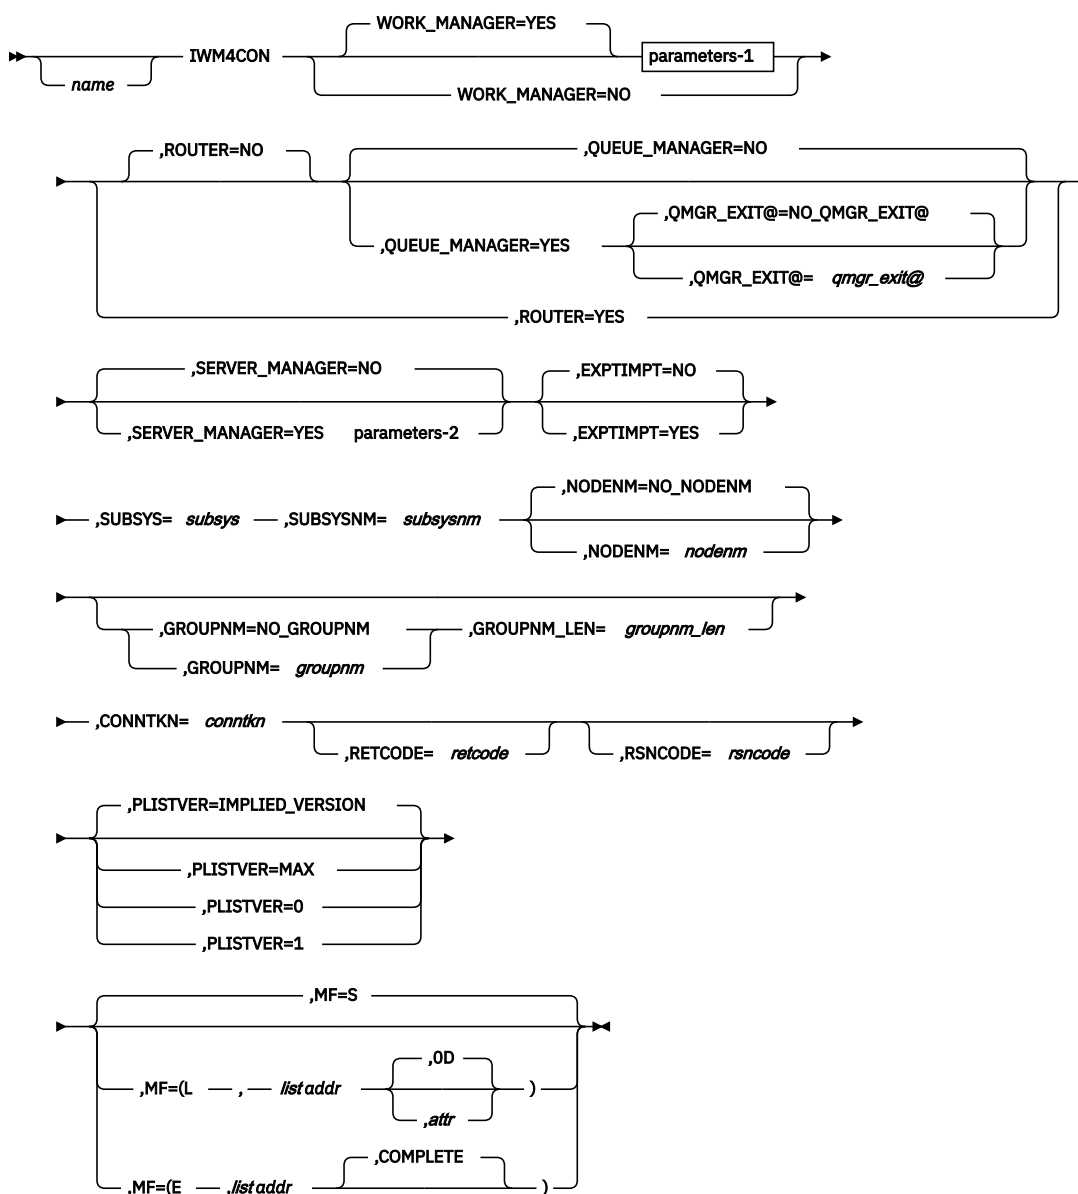 WORK_MANAGER=YES
name IWM4CON parameters-1
WORK_MANAGER=NO
,ROUTER=NO ,QUEUE_MANAGER=NO
,QMGR_EXIT@=NO_QMGR_EXIT@
,QUEUE_MANAGER=YES
,QMGR_EXIT@= qmgr_exit@
,ROUTER=YES
,SERVER_MANAGER=NO ,EXPTIMPT=NO
,SERVER_MANAGER=YES parameters-2 ,EXPTIMPT=YES
,NODENM=NO_NODENM
,SUBSYS= subsys ,SUBSYSNM= subsysnm
,NODENM= nodenm
,GROUPNM=NO_GROUPNM ,GROUPNM_LEN= groupnm_len
,GROUPNM= groupnm
,CONNTKN= conntkn
,RETCODE= retcode ,RSNCODE= rsncode
,PLISTVER=IMPLIED_VERSION
,PLISTVER=MAX
,PLISTVER=0
,PLISTVER=1
,MF=S
,0D
,MF=(L , list addr )
,attr
,COMPLETE
,MF=(E ,list addr )